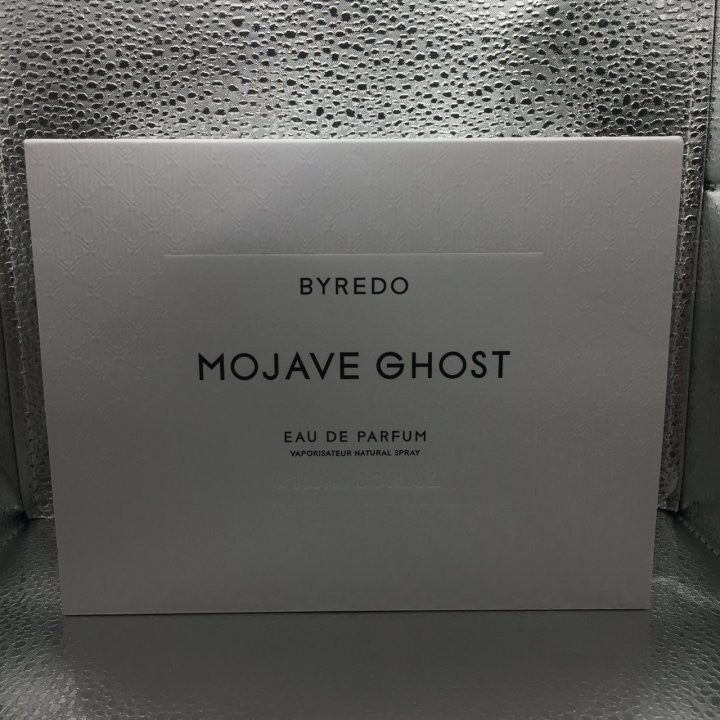 BYREDO
MOJAVE GHOST
EAU DE PARFUM
VAPORISATEUR NATURAL SPRAY